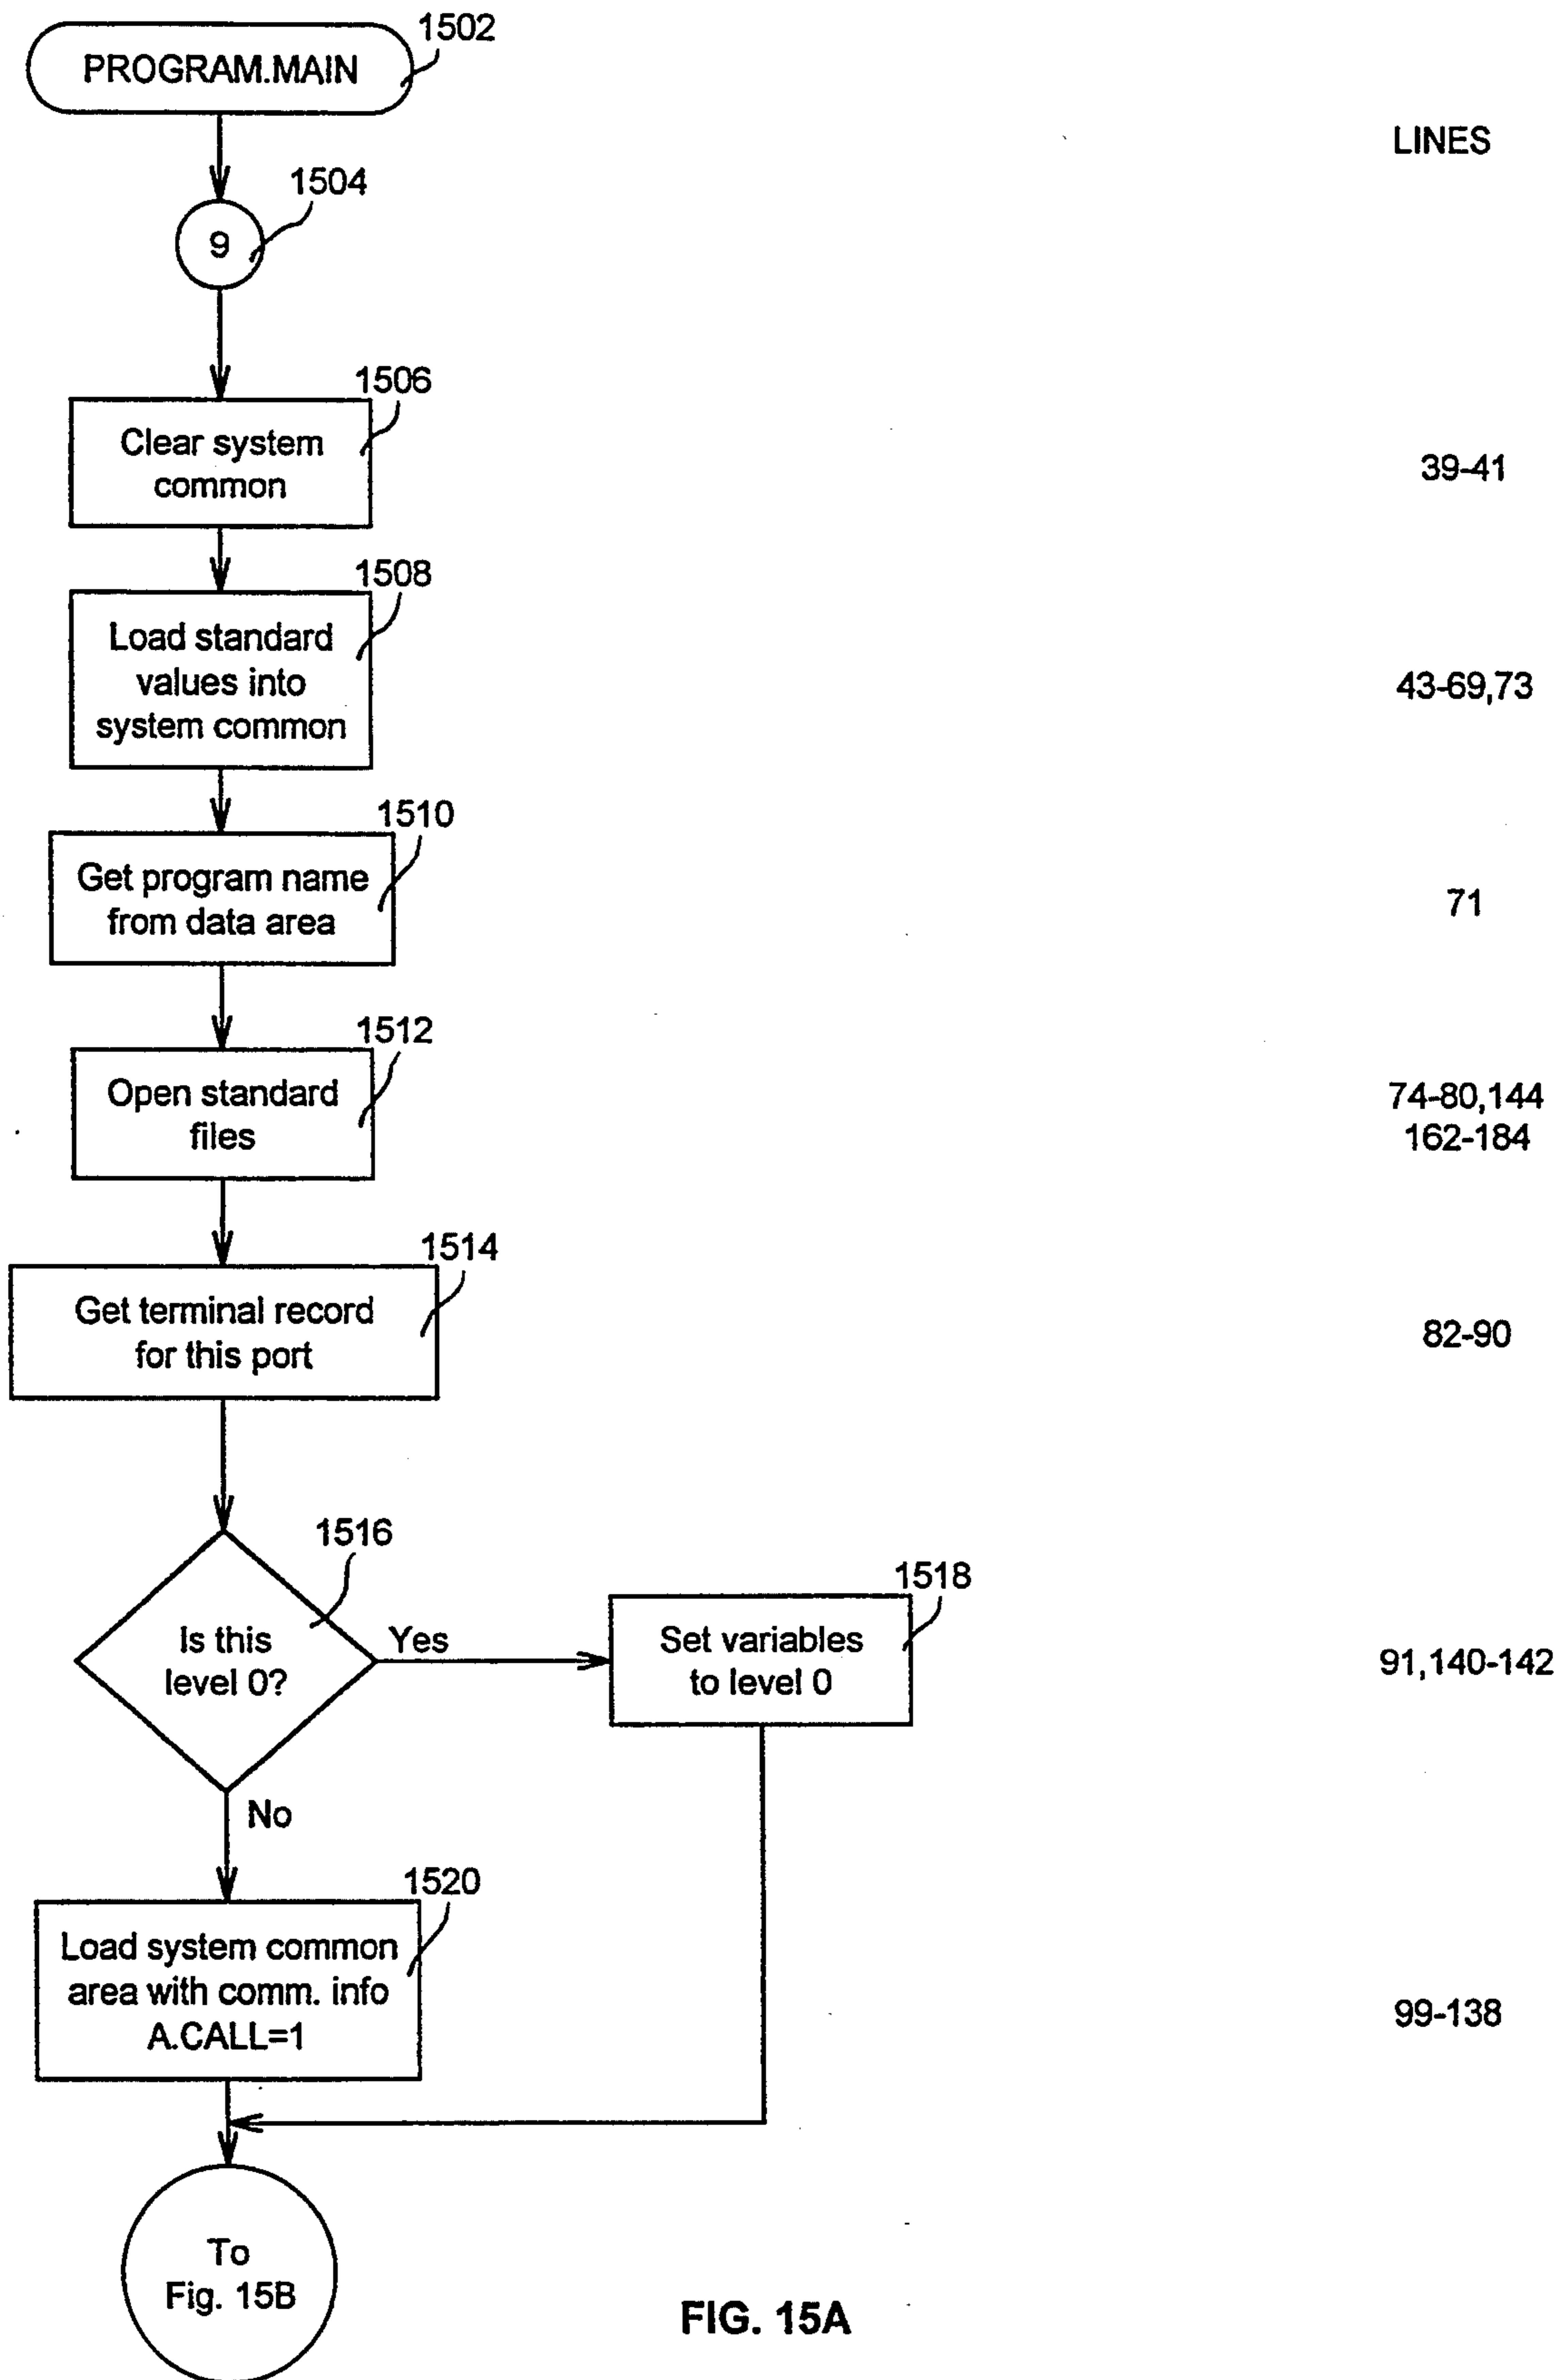 1502
PROGRAM.MAIN
LINES
1504
9
1506
Clear system
common
39-41
1508
Load standard
values into
system common
43-69,73
1510
Get program name
from data area
71
1512
Open standard
files
74-80,144
162-184
1514
Get terminal record
for this port
82-90
1516
Is this
level 0?
Yes
1518
Set variables
to level 0
91,140-142
No
1520
Load system common
area with comm. info
A.CALL=1
99-138
To
Fig. 15B
FIG. 15A